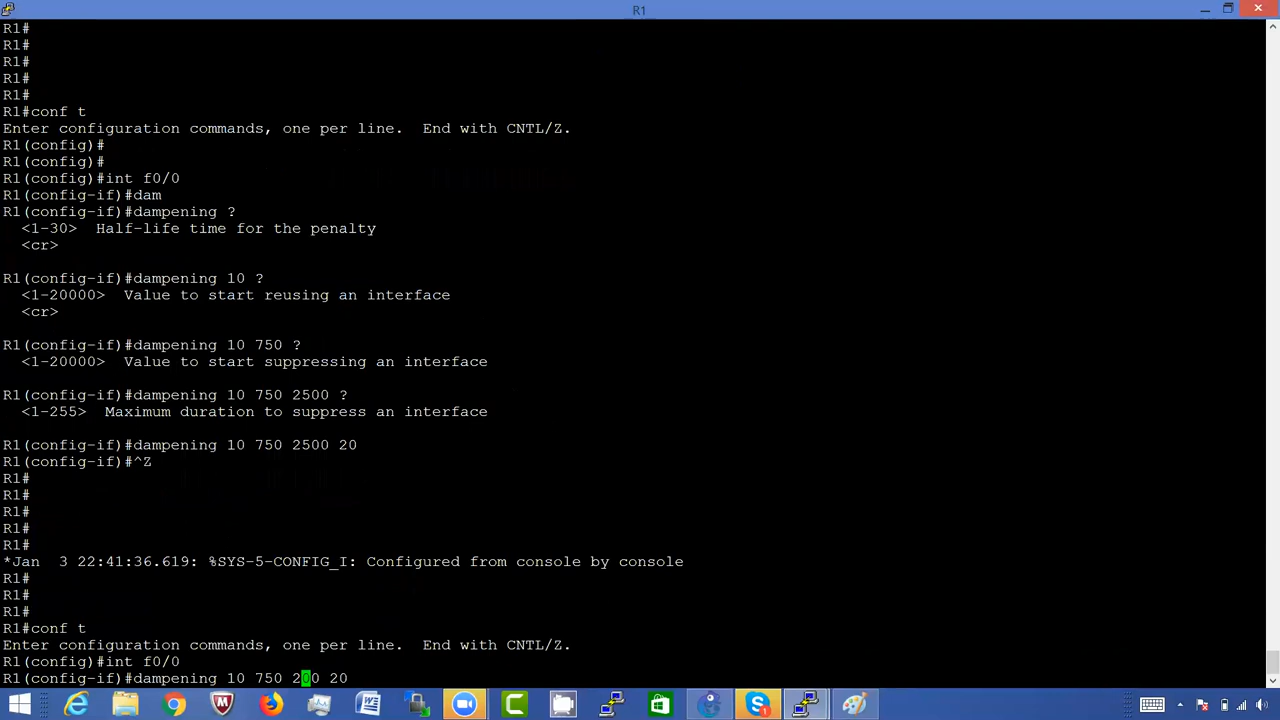 R1
R1#
R1#
R1#
R1#
R1#
R1#conf t
Enter configuration commands, one per line.  End with CNTL/Z.
R1(config)#
R1(config)#
R1(config)#int f0/0
R1(config-if)#dam
R1(config-if)#dampening ?
  <1-30>  Half-life time for the penalty
  <cr>
R1(config-if)#dampening 10 ?
  <1-20000>  Value to start reusing an interface
  <cr>
R1(config-if)#dampening 10 750 ?
  <1-20000>  Value to start suppressing an interface
R1(config-if)#dampening 10 750 2500 ?
  <1-255>  Maximum duration to suppress an interface
R1(config-if)#dampening 10 750 2500 20
R1(config-if)#^Z
R1#
R1#
R1#
R1#
R1#
*Jan  3 22:41:36.619: %SYS-5-CONFIG_I: Configured from console by console
R1#
R1#
R1#
R1#conf t
Enter configuration commands, one per line.  End with CNTL/Z.
R1(config)#int f0/0
R1(config-if)#dampening 10 750 200 20